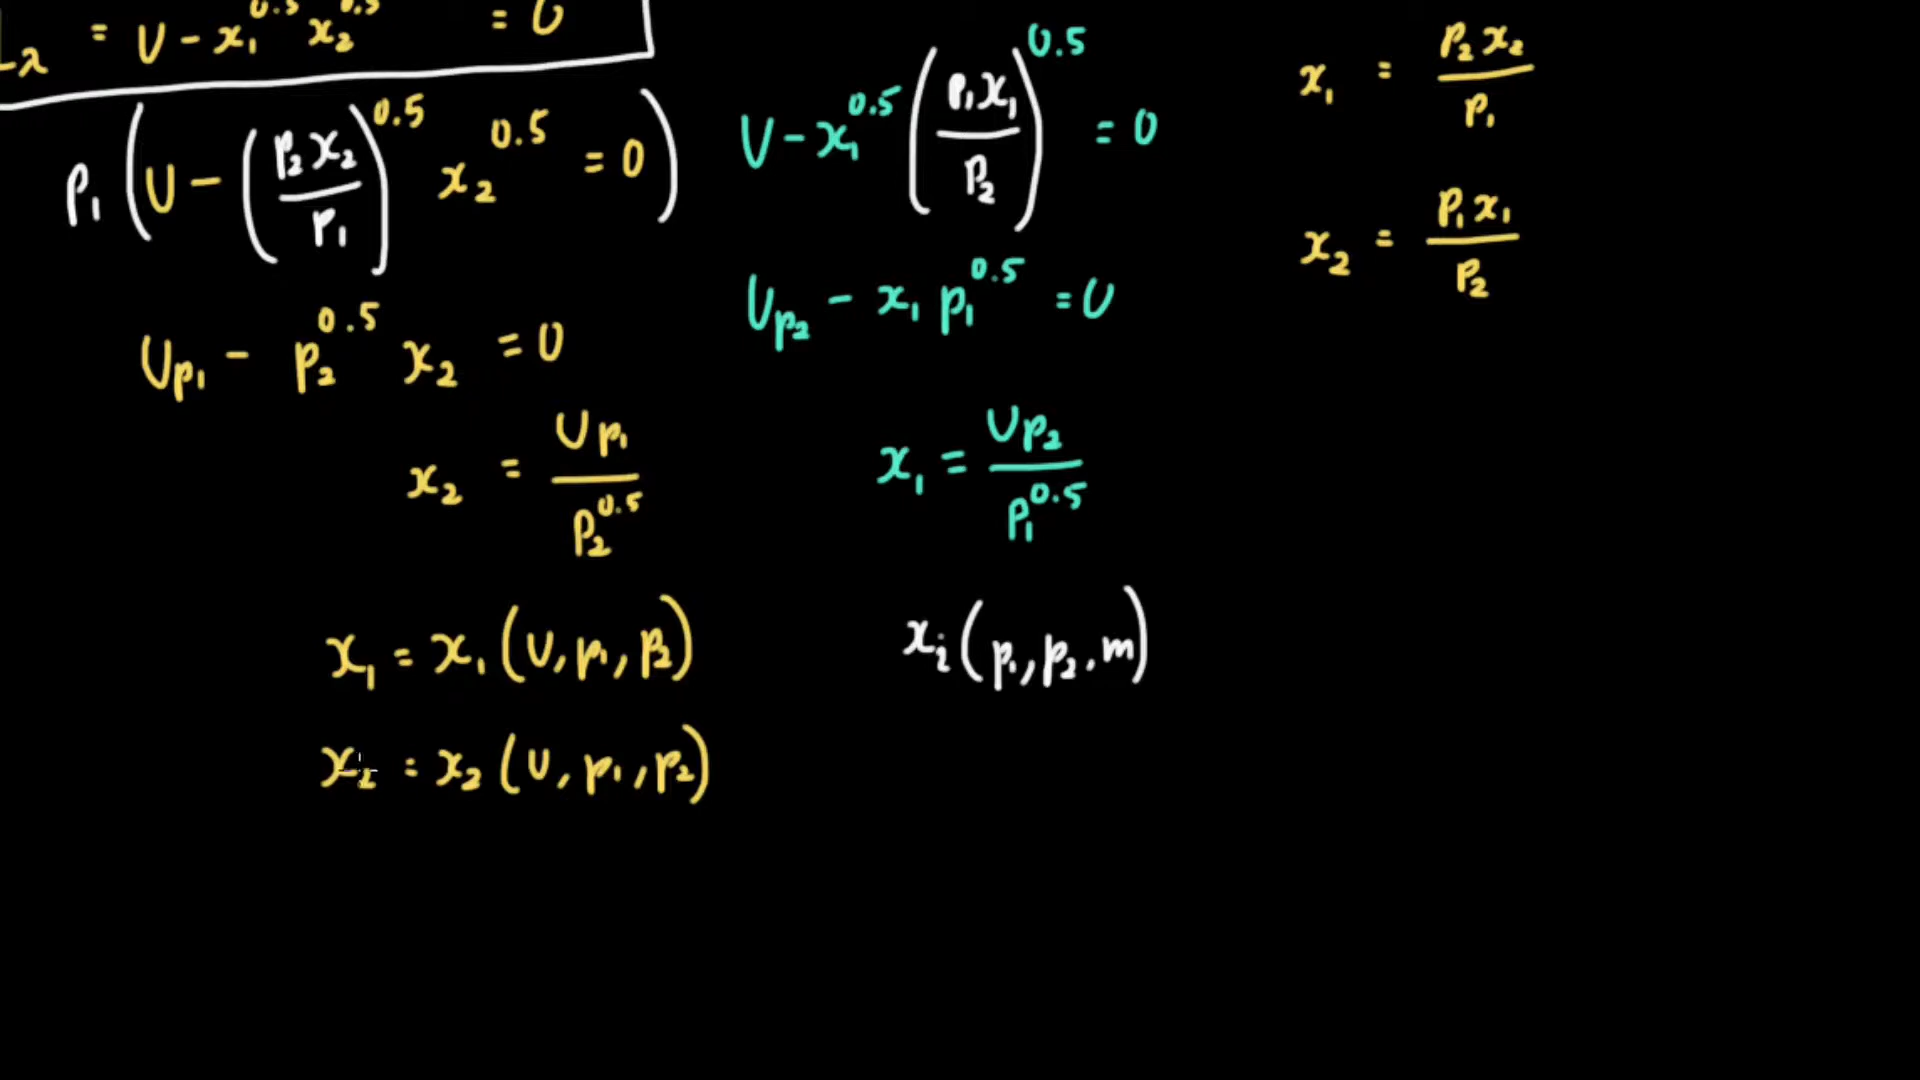 L_λ = U - x₁^0.5 x₂^0.5 = 0
P₁ (U - (P₂x₂ / P₁)^0.5 x₂^0.5 = 0)
Up₁ - P₂^0.5 x₂ = 0
x₂ = Up₁ / P₂^0.5
x₁ = x₁ (U, p₁, p₂)
x₂ = x₂ (U, p₁, p₂)
U - x₁^0.5 (P₁x₁ / P₂)^0.5 = 0
Up₂ - x₁ p₁^0.5 = 0
x₁ = Up₂ / P₁^0.5
xᵢ (p₁, p₂, m)
x₁ = P₂x₂ / P₁
x₂ = P₁x₁ / P₂